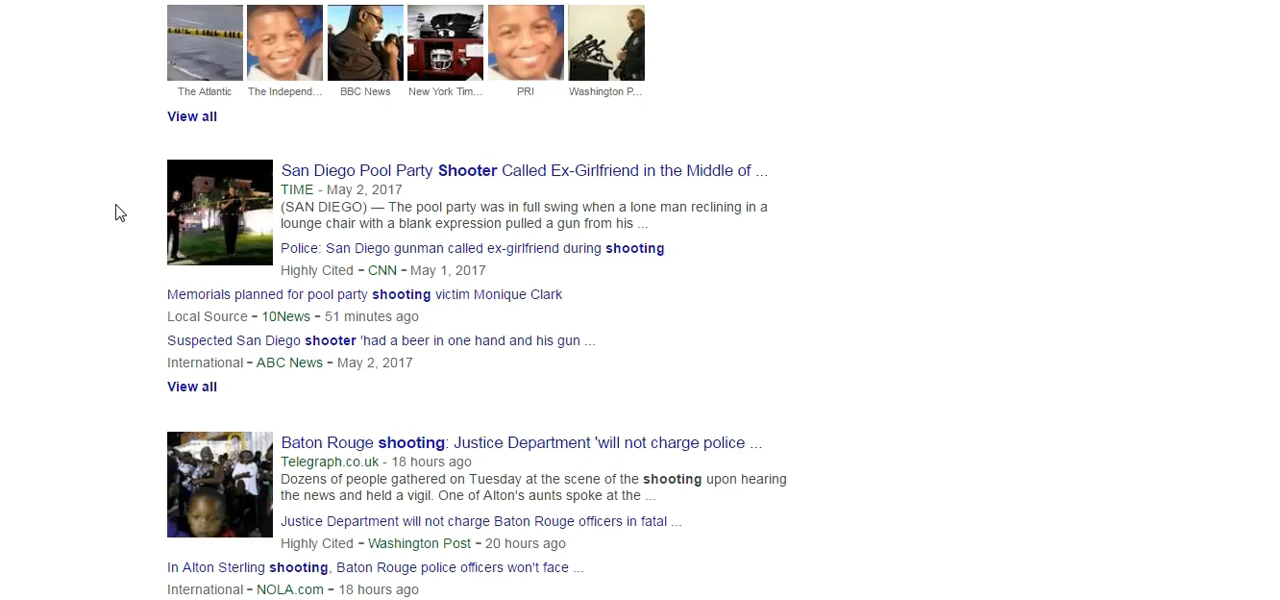 The Atlantic The Independ... BBC News New York Tim... PRI Washington P...
View all
San Diego Pool Party Shooter Called Ex-Girlfriend in the Middle of ...
TIME - May 2, 2017
(SAN DIEGO) — The pool party was in full swing when a lone man reclining in a
lounge chair with a blank expression pulled a gun from his ...
Police: San Diego gunman called ex-girlfriend during shooting
Highly Cited - CNN - May 1, 2017
Memorials planned for pool party shooting victim Monique Clark
Local Source - 10News - 51 minutes ago
Suspected San Diego shooter 'had a beer in one hand and his gun ...
International - ABC News - May 2, 2017
View all
Baton Rouge shooting: Justice Department 'will not charge police ...
Telegraph.co.uk - 18 hours ago
Dozens of people gathered on Tuesday at the scene of the shooting upon hearing
the news and held a vigil. One of Alton's aunts spoke at the ...
Justice Department will not charge Baton Rouge officers in fatal ...
Highly Cited - Washington Post - 20 hours ago
In Alton Sterling shooting, Baton Rouge police officers won't face ...
International - NOLA.com - 18 hours ago